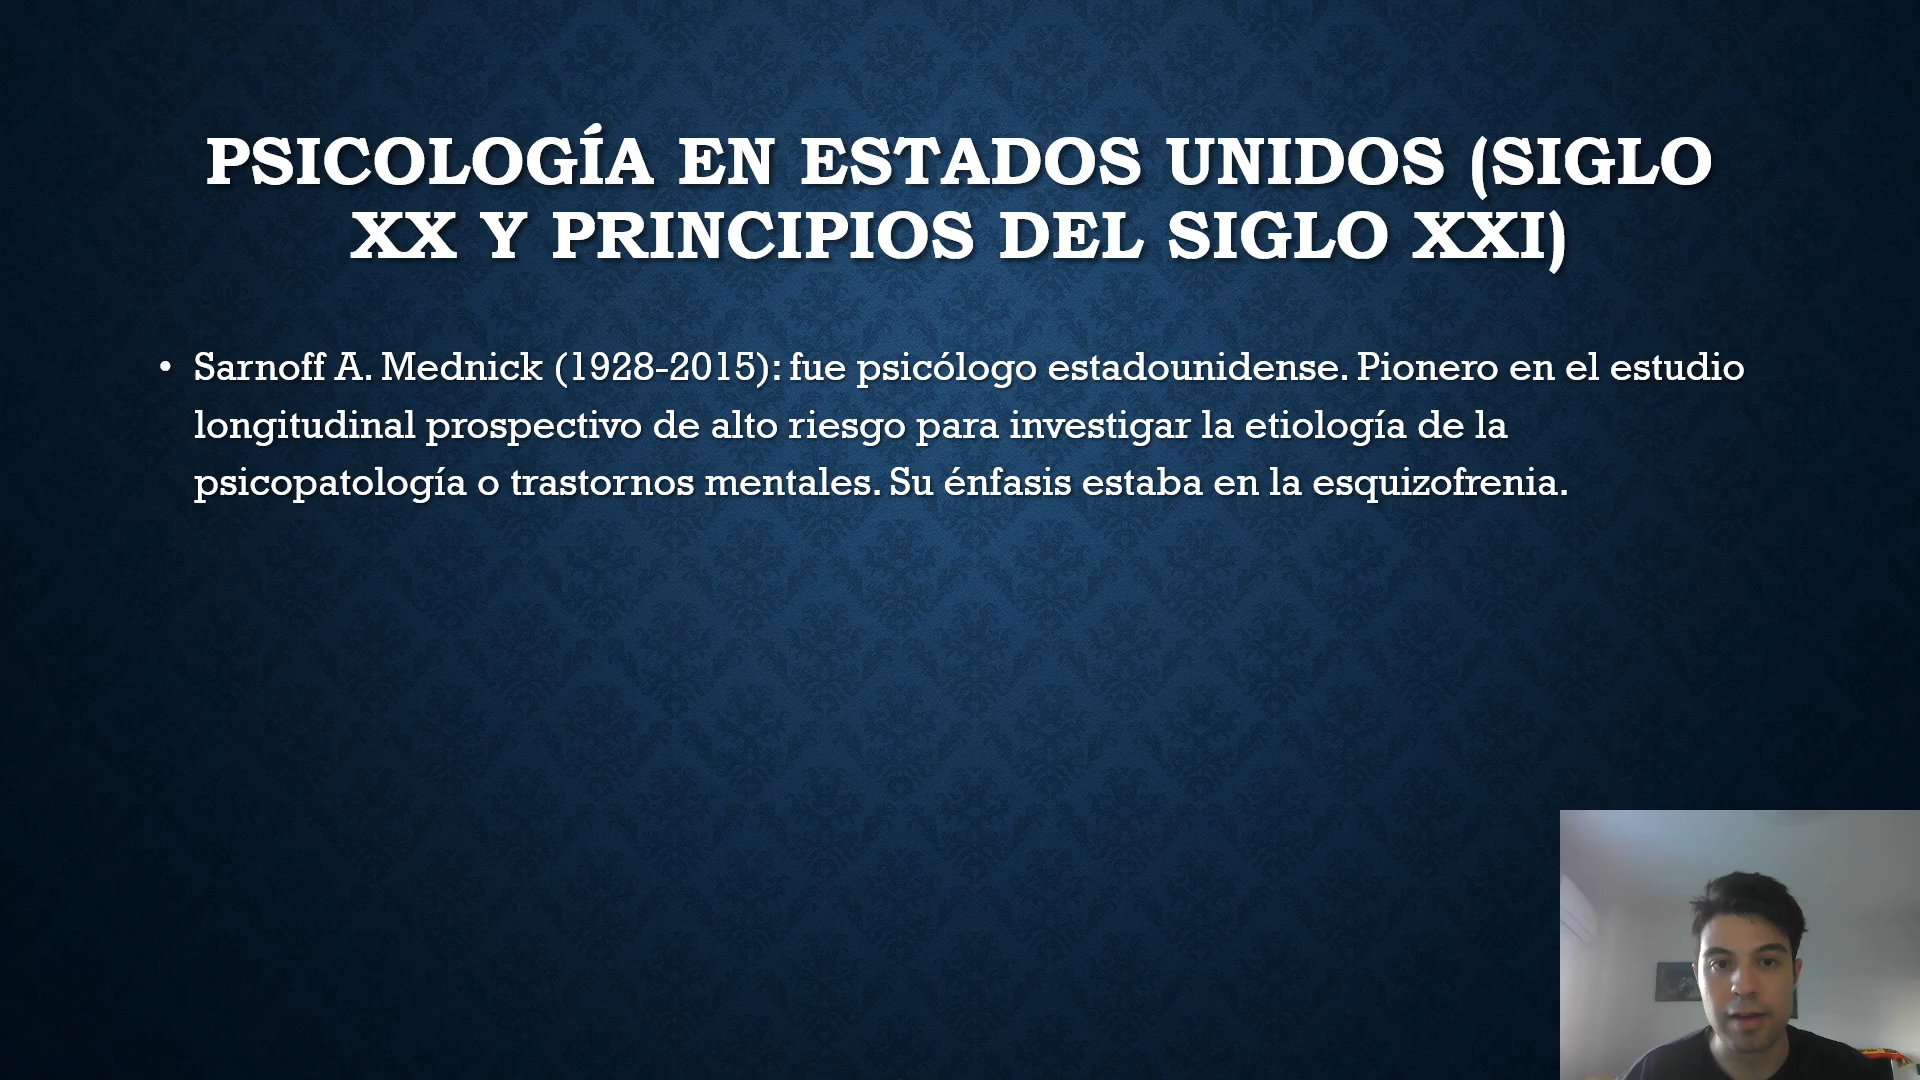 PSICOLOGÍA EN ESTADOS UNIDOS (SIGLO
XX Y PRINCIPIOS DEL SIGLO XXI)
• Sarnoff A. Mednick (1928-2015): fue psicólogo estadounidense. Pionero en el estudio
longitudinal prospectivo de alto riesgo para investigar la etiología de la
psicopatología o trastornos mentales. Su énfasis estaba en la esquizofrenia.